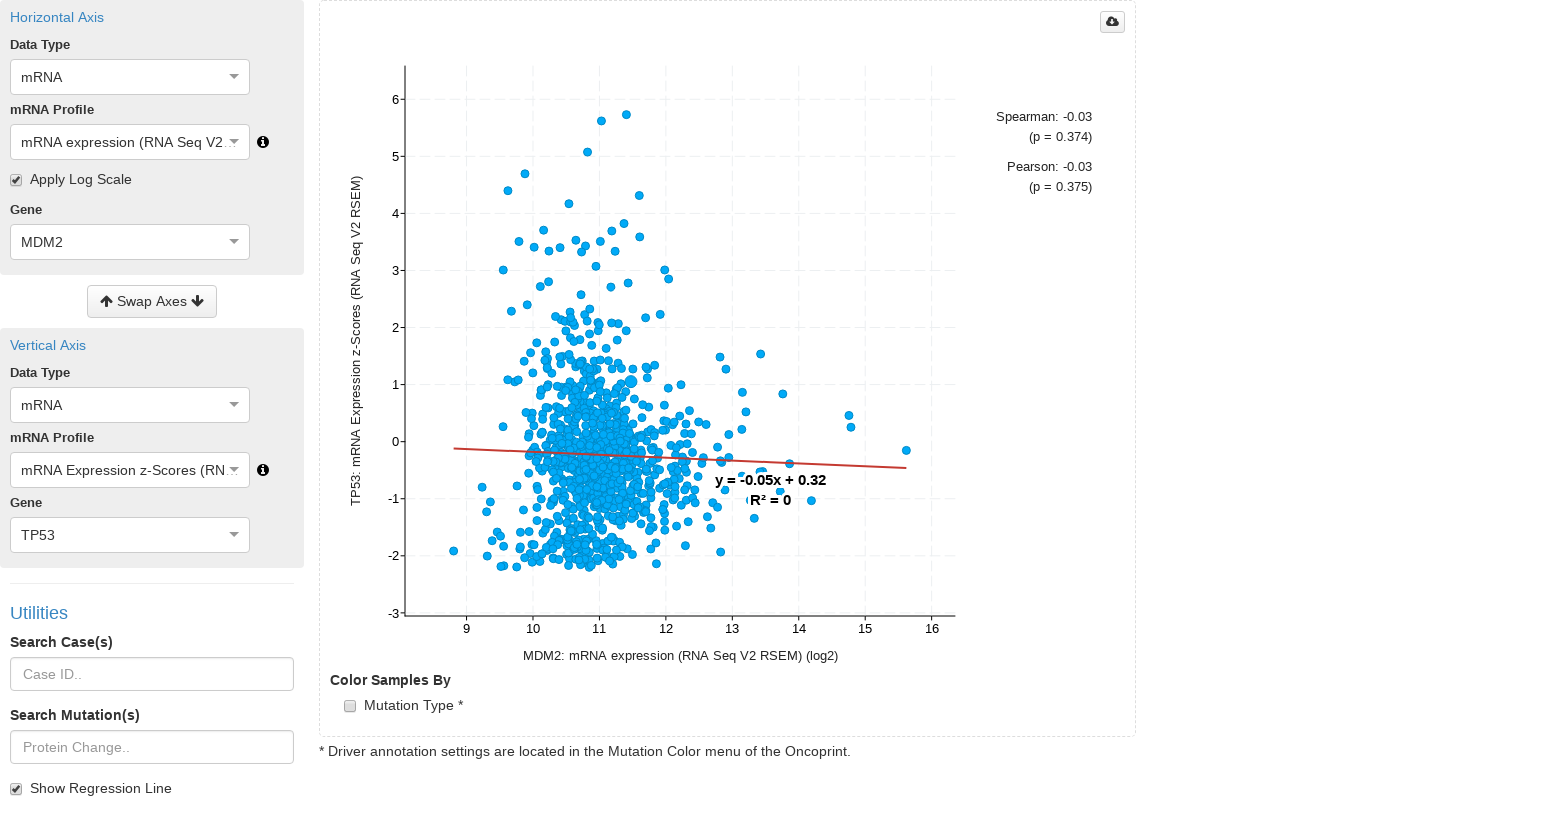 Horizontal Axis
Data Type
mRNA
mRNA Profile
mRNA expression (RNA Seq V2 ...
Apply Log Scale
Gene
MDM2
Swap Axes
Vertical Axis
Data Type
mRNA
mRNA Profile
mRNA Expression z-Scores (RN...
Gene
TP53
Utilities
Search Case(s)
Case ID..
Search Mutation(s)
Protein Change..
Show Regression Line
TP53: mRNA Expression z-Scores (RNA Seq V2 RSEM)
6
5
4
3
2
1
0
-1
-2
-3
9 10 11 12 13 14 15 16
MDM2: mRNA expression (RNA Seq V2 RSEM) (log2)
Spearman: -0.03
(p = 0.374)
Pearson: -0.03
(p = 0.375)
y = -0.05x + 0.32
R² = 0
Color Samples By
Mutation Type *
* Driver annotation settings are located in the Mutation Color menu of the Oncoprint.